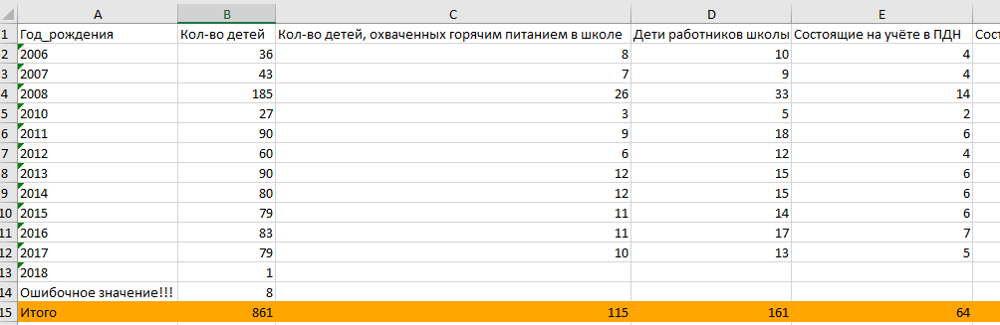 A B C D E
1 Год_рождения Кол-во детей Кол-во детей, охваченных горячим питанием в школе Дети работников школы Состоящие на учёте в ПДН Сост
2 2006 36 8 10 4
3 2007 43 7 9 4
4 2008 185 26 33 14
5 2010 27 3 5 2
6 2011 90 9 18 6
7 2012 60 6 12 4
8 2013 90 12 15 6
9 2014 80 12 15 6
10 2015 79 11 14 6
11 2016 83 11 17 7
12 2017 79 10 13 5
13 2018 1
14 Ошибочное значение!!! 8
15 Итого 861 115 161 64